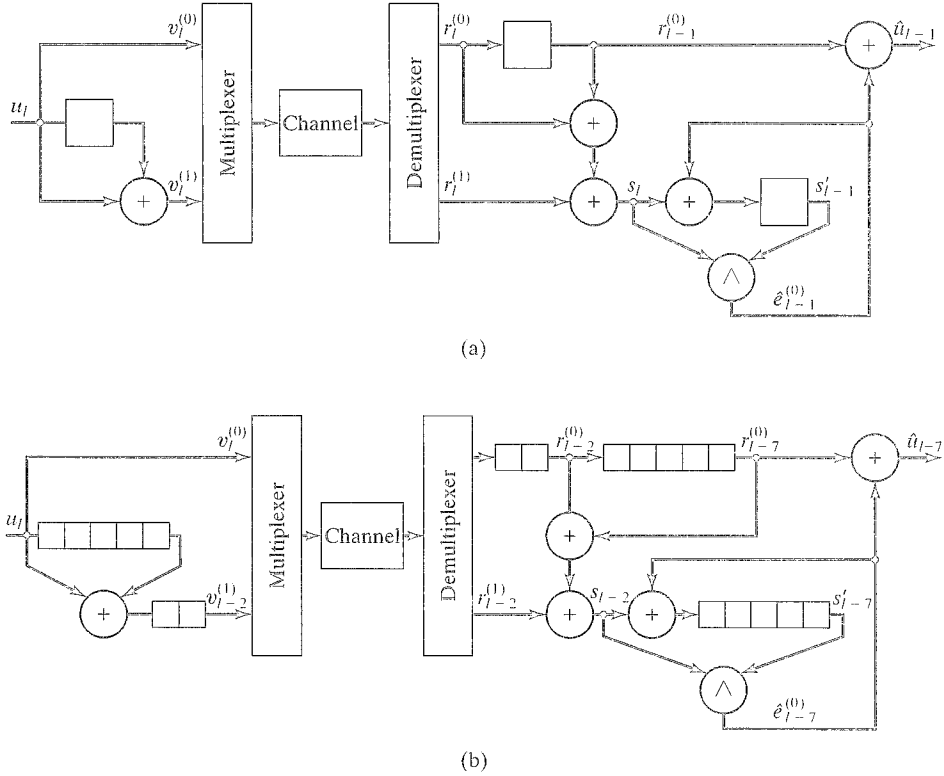 v_l^{(0)}
r_l^{(0)}
r_{l-1}^{(0)}
û_{l-1}
+
u_l
Multiplexer
Channel
Demultiplexer
+
+
v_l^{(1)}
r_l^{(1)}
+
s_l
+
s'_{l-1}
∧
ê_{l-1}^{(0)}
(a)
v_l^{(0)}
r_{l-2}^{(0)}
r_{l-7}^{(0)}
û_{l-7}
+
u_l
Multiplexer
Channel
Demultiplexer
+
+
v_{l-2}^{(1)}
r_{l-2}^{(1)}
+
s_{l-2}
+
s'_{l-7}
∧
ê_{l-7}^{(0)}
(b)